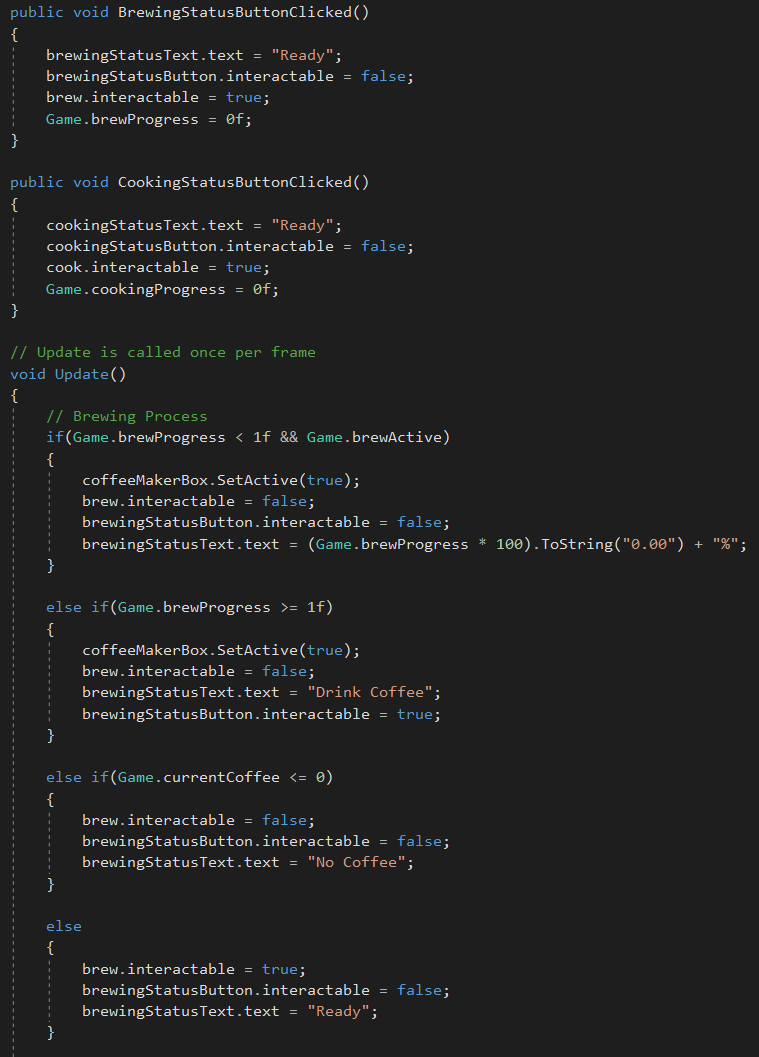 public void BrewingStatusButtonClicked()
{
    brewingStatusText.text = "Ready";
    brewingStatusButton.interactable = false;
    brew.interactable = true;
    Game.brewProgress = 0f;
}

public void CookingStatusButtonClicked()
{
    cookingStatusText.text = "Ready";
    cookingStatusButton.interactable = false;
    cook.interactable = true;
    Game.cookingProgress = 0f;
}

// Update is called once per frame
void Update()
{
    // Brewing Process
    if(Game.brewProgress < 1f && Game.brewActive)
    {
        coffeeMakerBox.SetActive(true);
        brew.interactable = false;
        brewingStatusButton.interactable = false;
        brewingStatusText.text = (Game.brewProgress * 100).ToString("0.00") + "%";
    }

    else if(Game.brewProgress >= 1f)
    {
        coffeeMakerBox.SetActive(true);
        brew.interactable = false;
        brewingStatusText.text = "Drink Coffee";
        brewingStatusButton.interactable = true;
    }

    else if(Game.currentCoffee <= 0)
    {
        brew.interactable = false;
        brewingStatusButton.interactable = false;
        brewingStatusText.text = "No Coffee";
    }

    else
    {
        brew.interactable = true;
        brewingStatusButton.interactable = false;
        brewingStatusText.text = "Ready";
    }